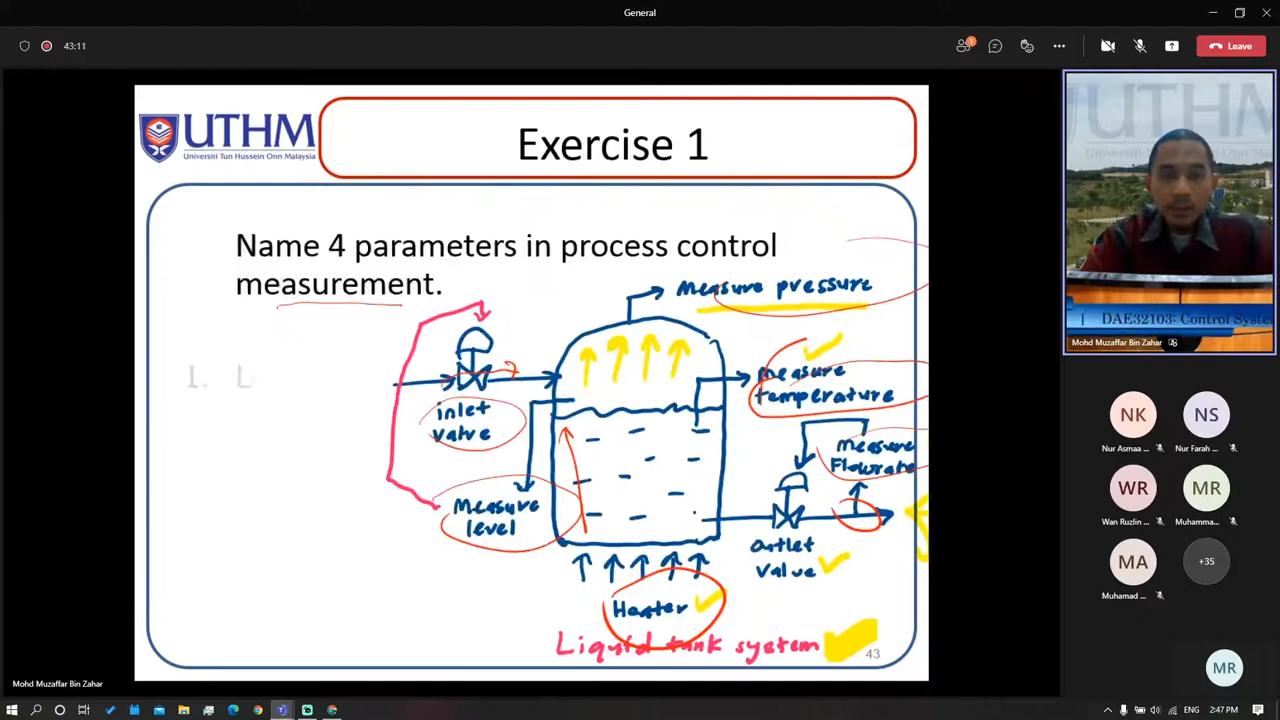 General
43:11
1
Leave
UTHM
Universiti Tun Hussein Onn Malaysia
Exercise 1
Name 4 parameters in process control
measurement.
1. L
Measure pressure
measure
temperature
inlet
valve
Measure
Flowrate
Measure
level
outlet
valve
Heater
Liquid tank system
43
DAE32103: Control Syste
Mohd Muzaffar Bin Zahar
NK
NS
Nur Asmaa ...
Nur Farah ...
WR
MR
Wan Ruzlin ...
Muhamma...
MA
+35
Muhamad ...
MR
Mohd Muzaffar Bin Zahar
ENG
2:47 PM